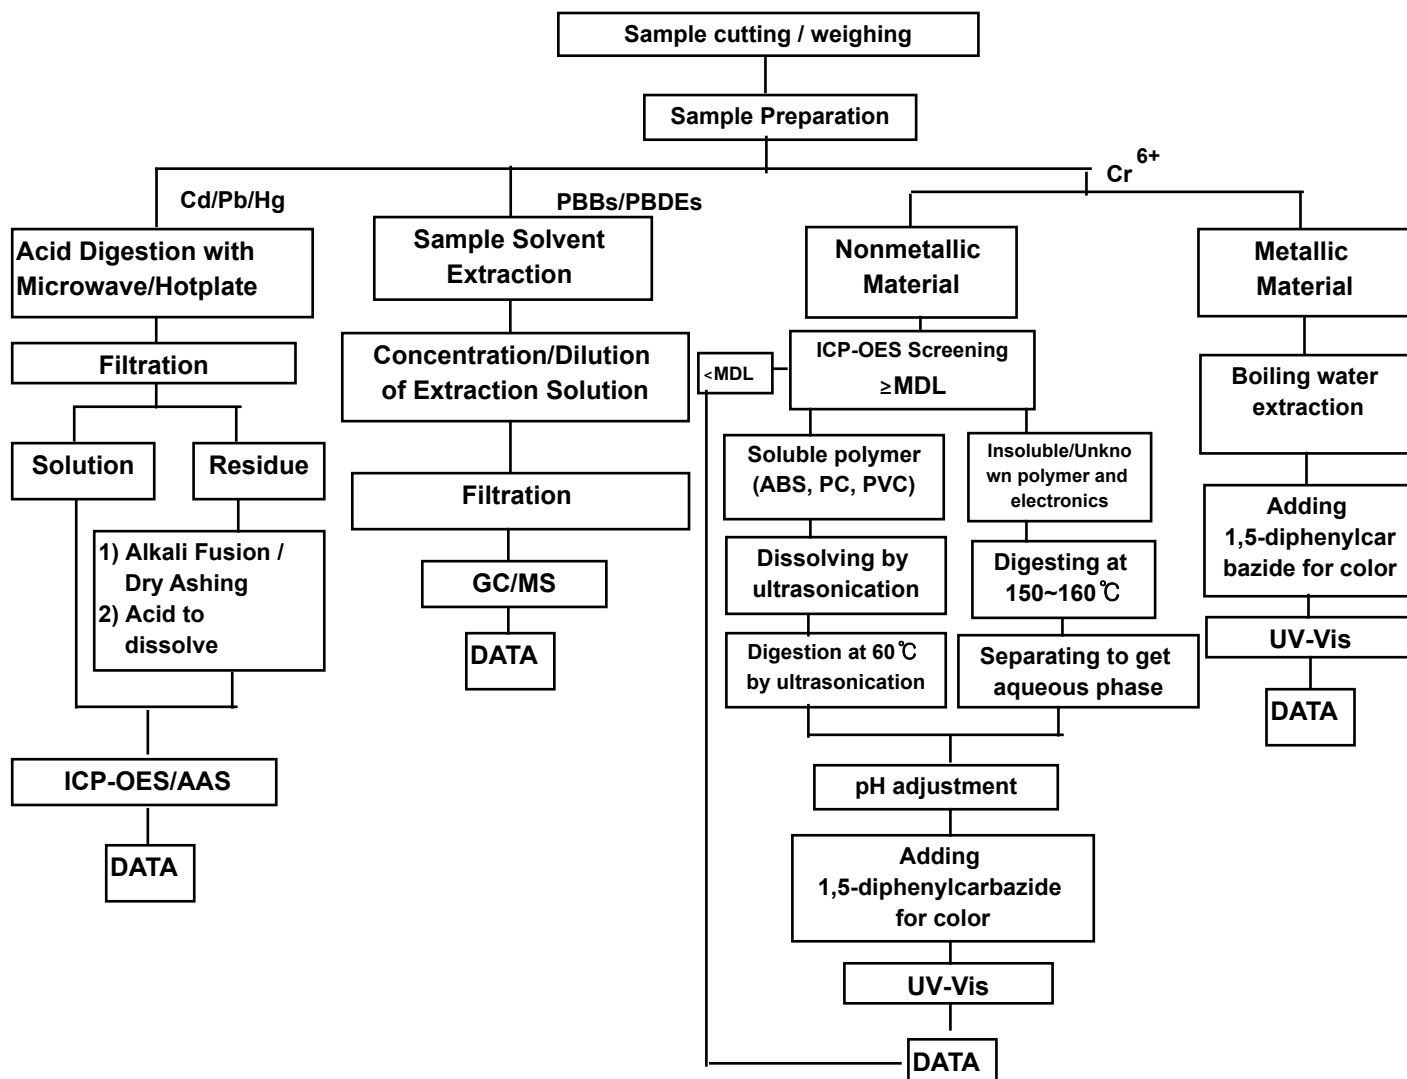 Sample cutting / weighing
Sample Preparation
Cr 6+
Cd/Pb/Hg
PBBs/PBDEs
Acid Digestion with
Microwave/Hotplate
Sample Solvent
Extraction
Nonmetallic
Material
Metallic
Material
Filtration
Concentration/Dilution
of Extraction Solution
<MDL
ICP-OES Screening
≥MDL
Boiling water
extraction
Solution
Residue
Filtration
Soluble polymer
(ABS, PC, PVC)
Insoluble/Unkno
wn polymer and
electronics
Adding
1,5-diphenylcar
bazide for color
1) Alkali Fusion /
Dry Ashing
2) Acid to
dissolve
GC/MS
Dissolving by
ultrasonication
Digesting at
150~160℃
UV-Vis
DATA
Digestion at 60℃
by ultrasonication
Separating to get
aqueous phase
DATA
ICP-OES/AAS
pH adjustment
DATA
Adding
1,5-diphenylcarbazide
for color
UV-Vis
DATA